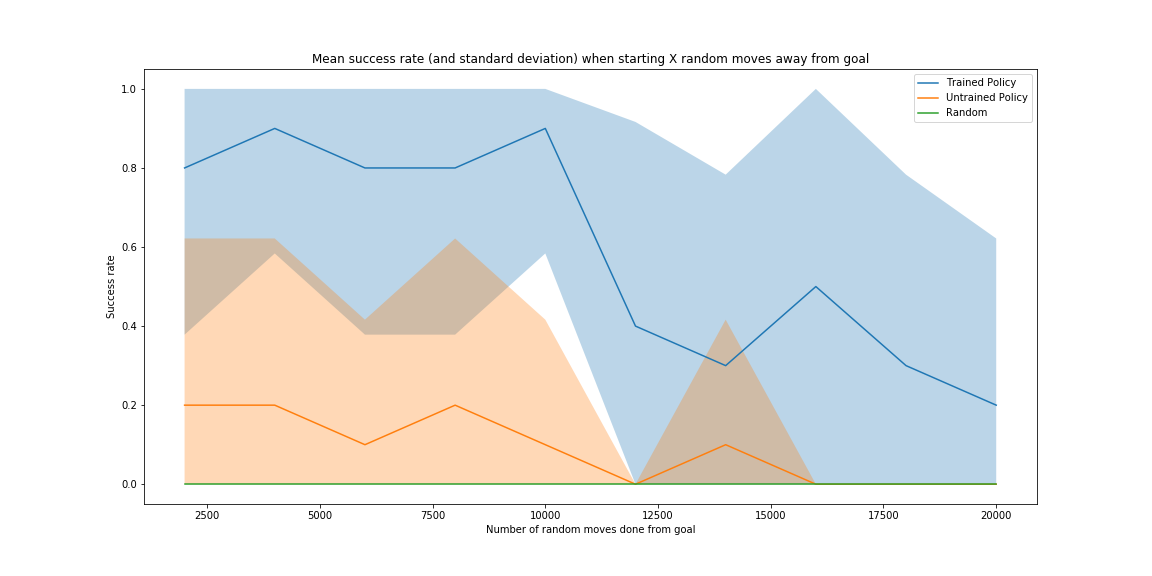 Mean success rate (and standard deviation) when starting X random moves away from goal
Trained Policy
Untrained Policy
Random
Success rate
1.0
0.8
0.6
0.4
0.2
0.0
2500 5000 7500 10000 12500 15000 17500 20000
Number of random moves done from goal